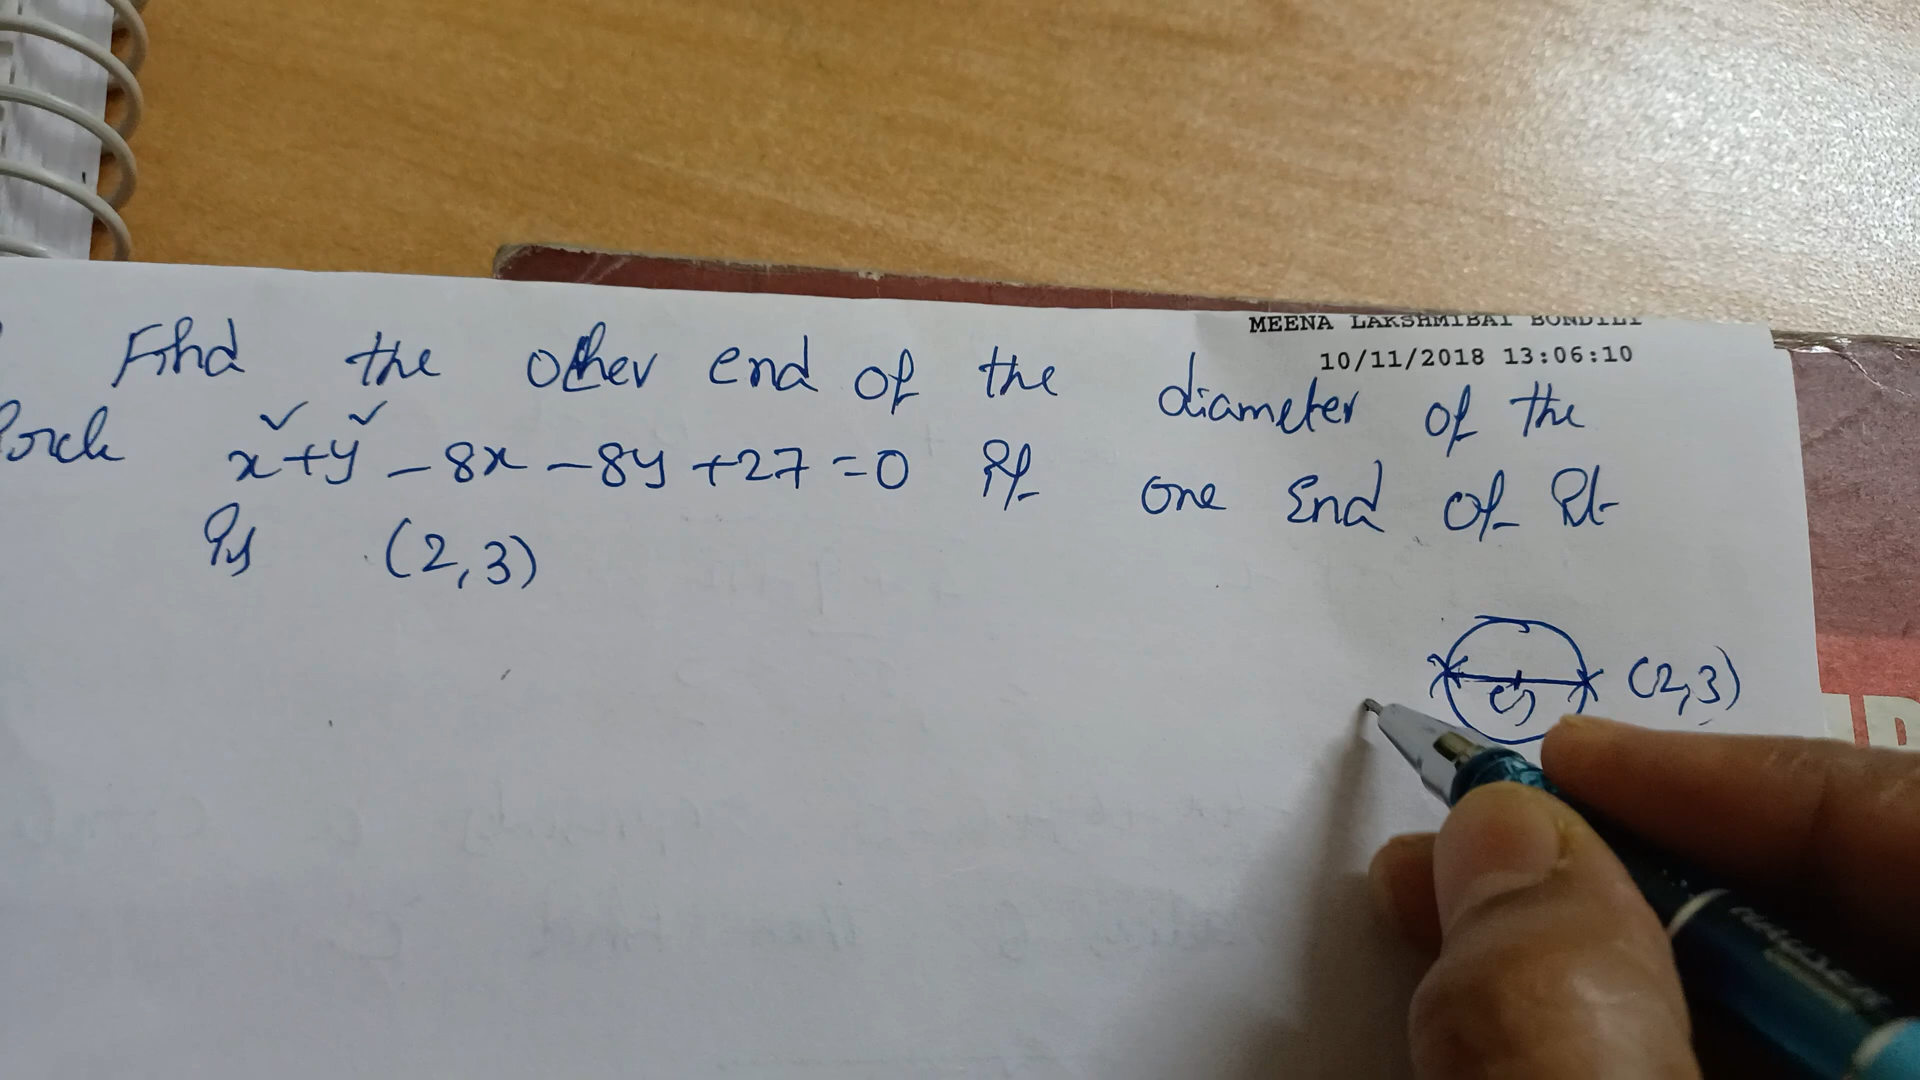 MEENA LAKSHMIBAI BONDILI
10/11/2018 13:06:10
Find the other end of the diameter of the
x²+y²-8x-8y+27=0 if one End of it
is (2,3)
(2,3)